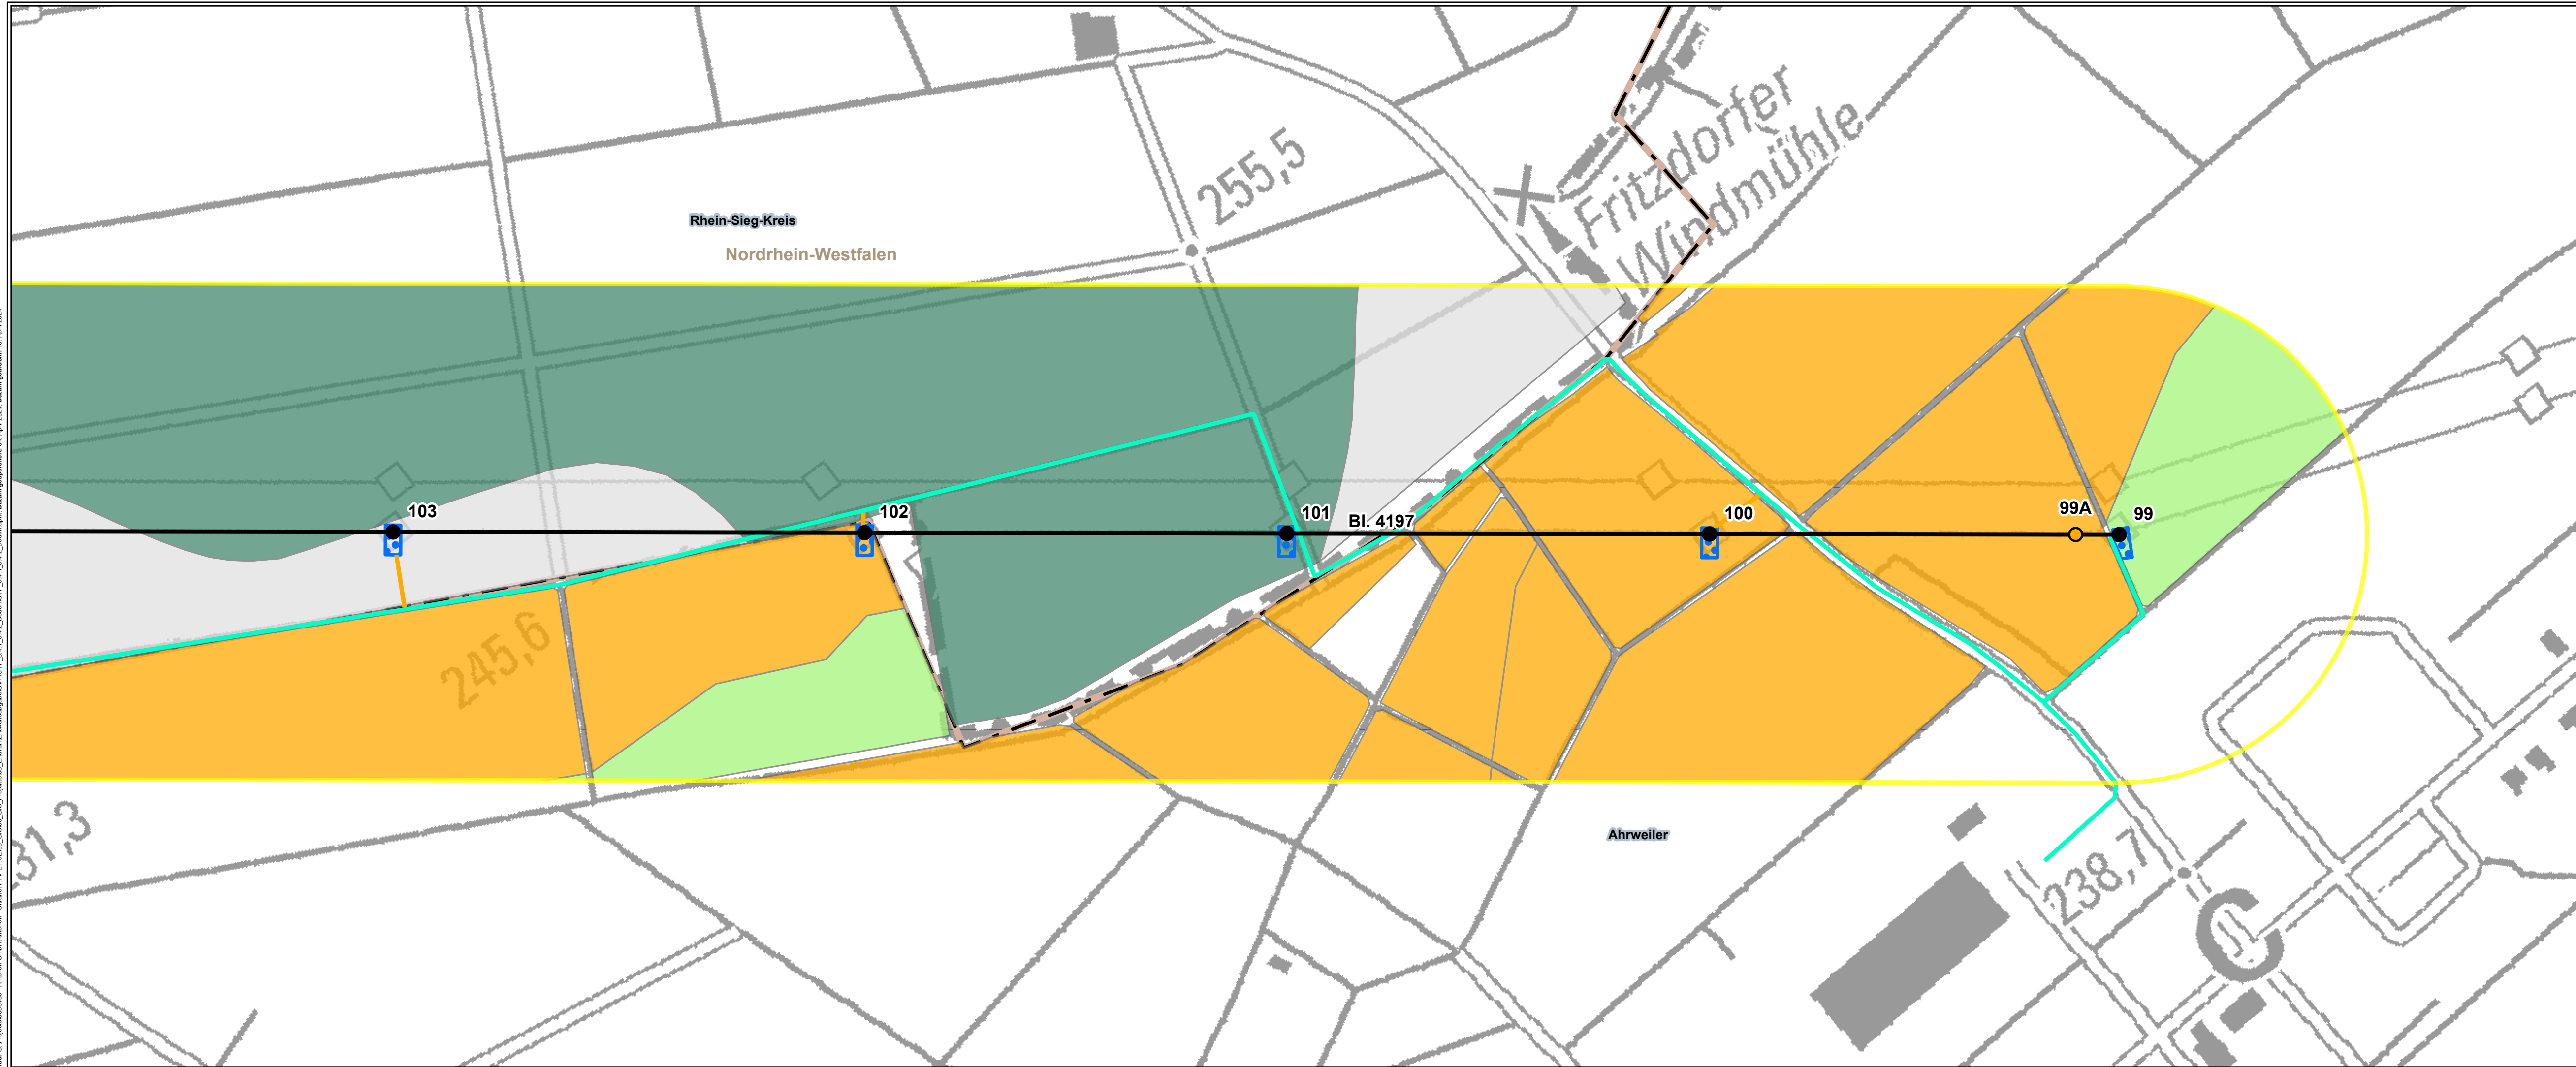 Fritzdorfer
Windmühle
255,5
Rhein-Sieg-Kreis
Nordrhein-Westfalen
103
102
101
Bl. 4197
100
99A
99
245,6
31,3
Ahrweiler
238,7
C